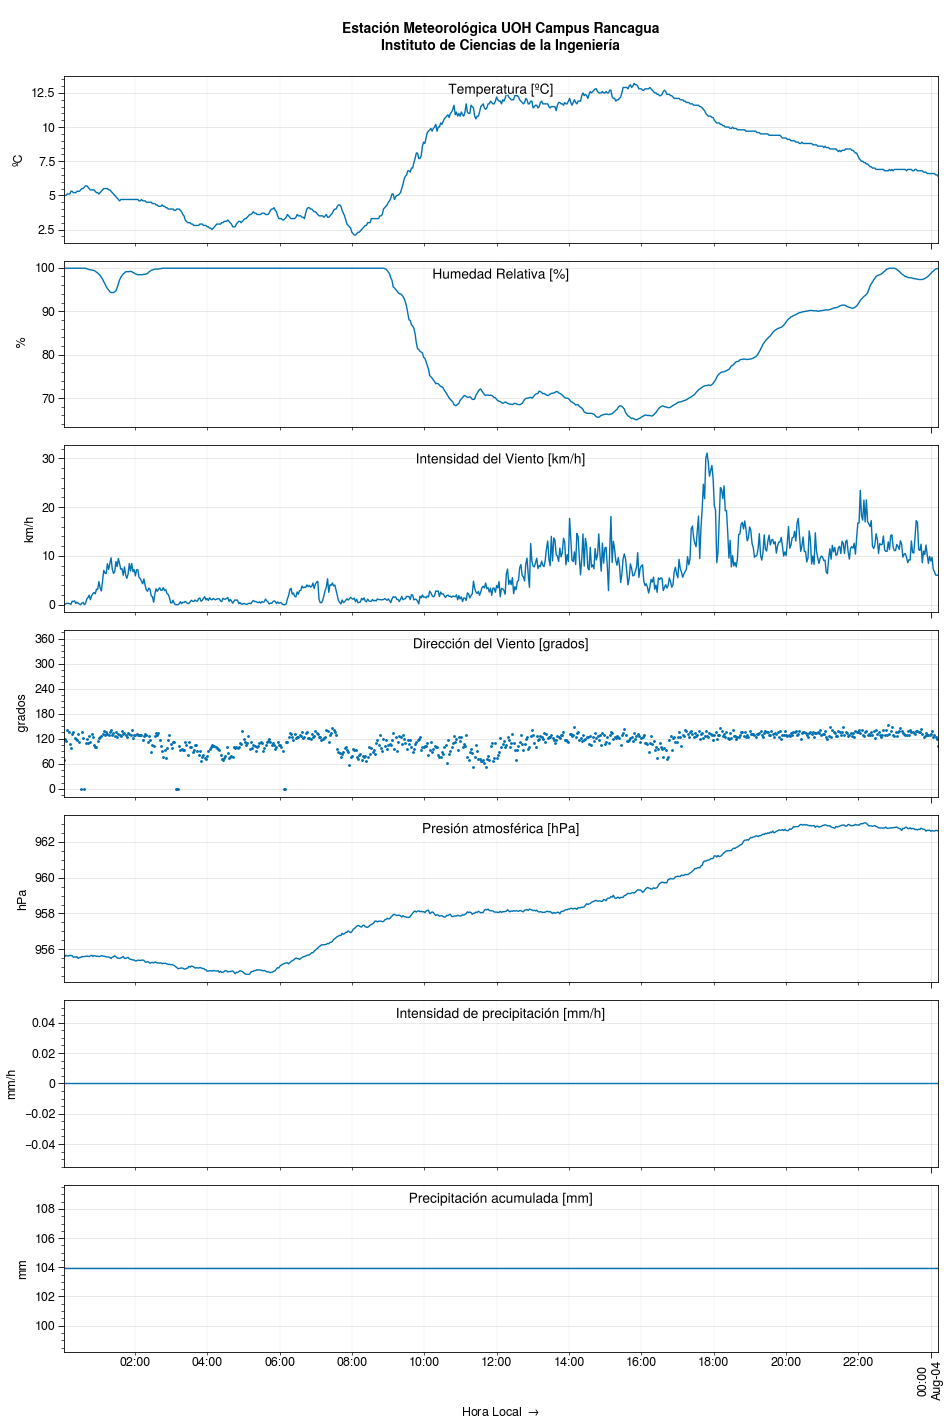 Estación Meteorológica UOH Campus Rancagua
Instituto de Ciencias de la Ingeniería
Temperatura [ºC]
ºC
12.5
10
7.5
5
2.5
Humedad Relativa [%]
%
100
90
80
70
Intensidad del Viento [km/h]
km/h
30
20
10
0
Dirección del Viento [grados]
grados
360
300
240
180
120
60
0
Presión atmosférica [hPa]
hPa
962
960
958
956
Intensidad de precipitación [mm/h]
mm/h
0.04
0.02
0
−0.02
−0.04
Precipitación acumulada [mm]
mm
108
106
104
102
100
02:00 04:00 06:00 08:00 10:00 12:00 14:00 16:00 18:00 20:00 22:00
00:00
Aug-04
Hora Local →